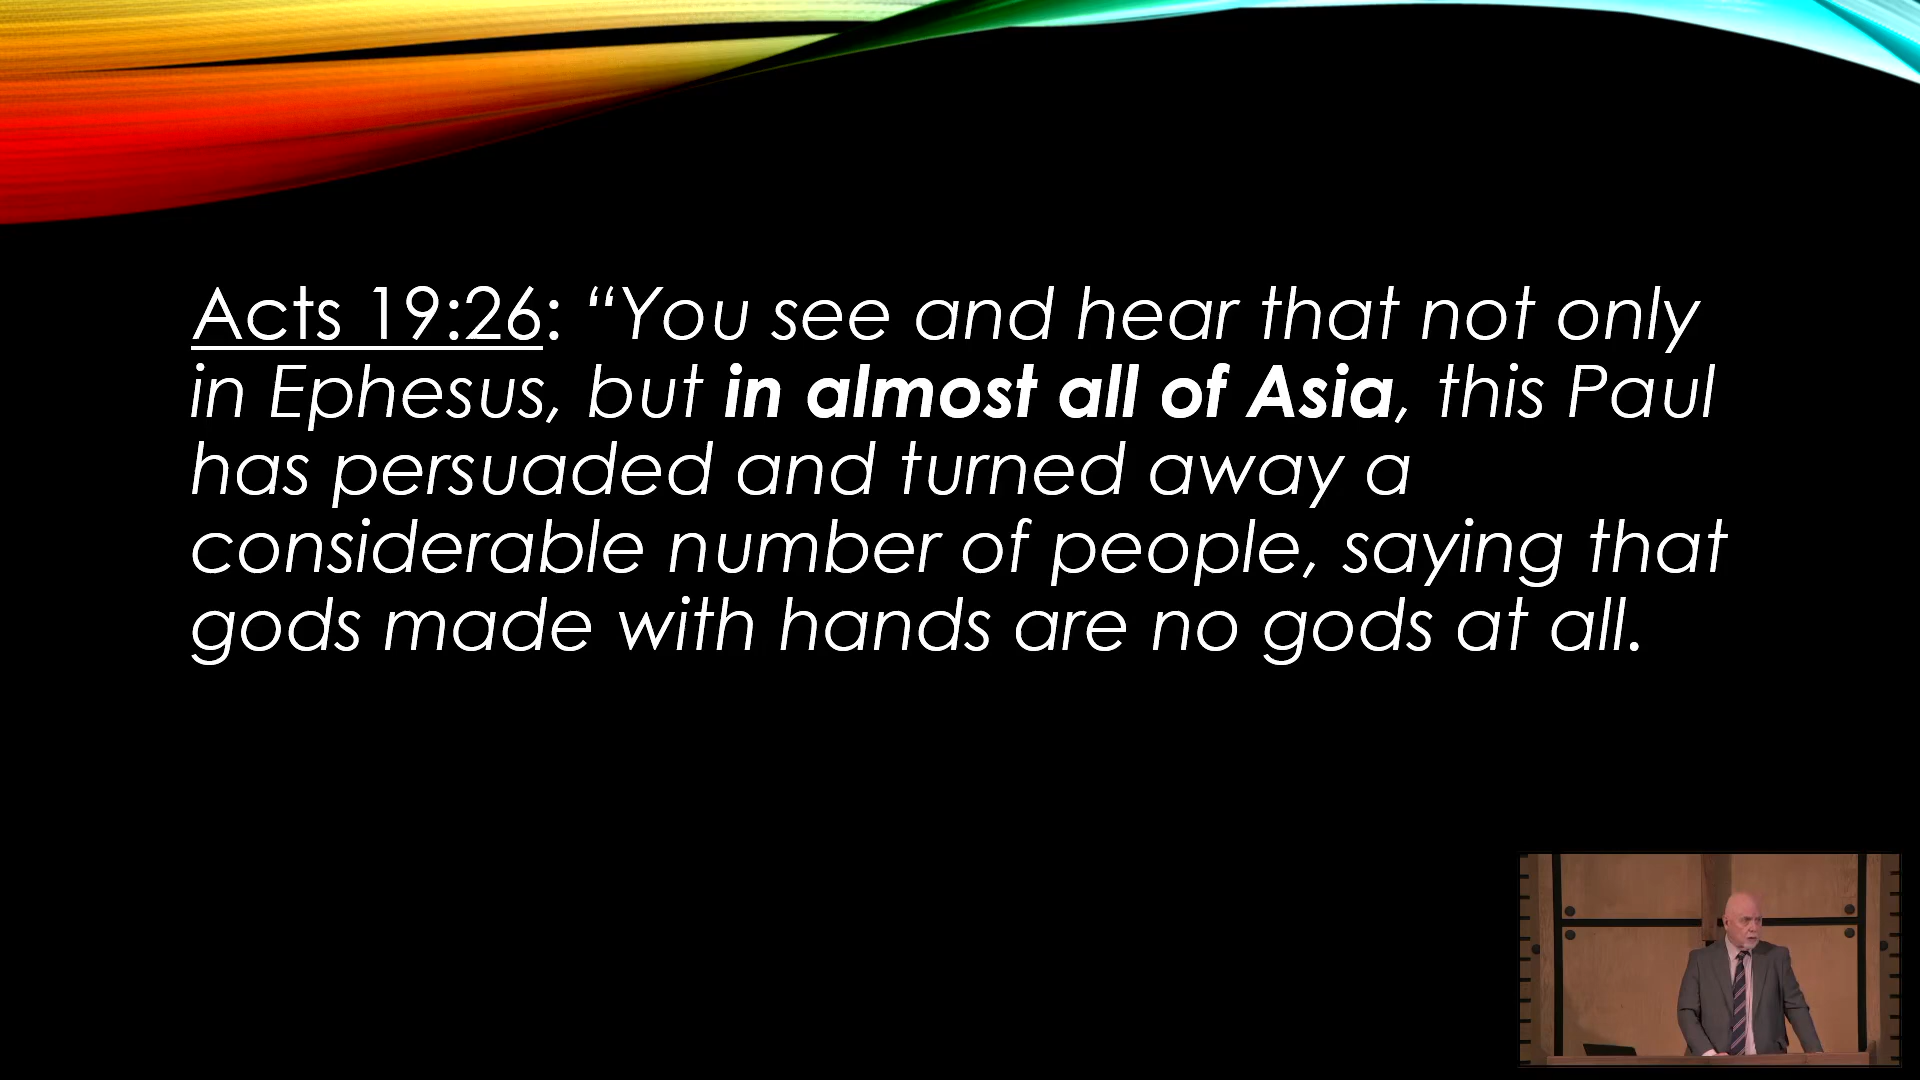 Acts 19:26: “You see and hear that not only
in Ephesus, but in almost all of Asia, this Paul
has persuaded and turned away a
considerable number of people, saying that
gods made with hands are no gods at all.